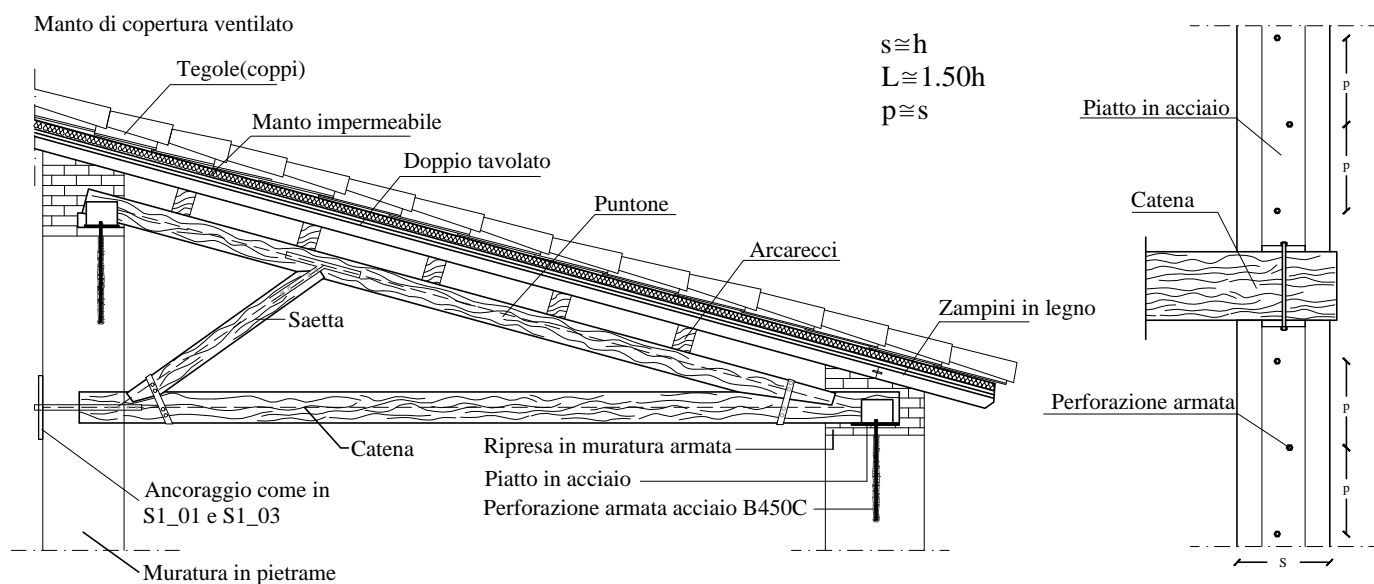 Manto di copertura ventilato
Tegole(coppi)
Manto impermeabile
Doppio tavolato
Puntone
Arcarecci
Zampini in legno
Saetta
Catena
Ripresa in muratura armata
Piatto in acciaio
Perforazione armata acciaio B450C
Ancoraggio come in
S1_01 e S1_03
Muratura in pietrame
s≅h
L≅1.50h
p≅s
Piatto in acciaio
Catena
Perforazione armata
p
p
p
p
s